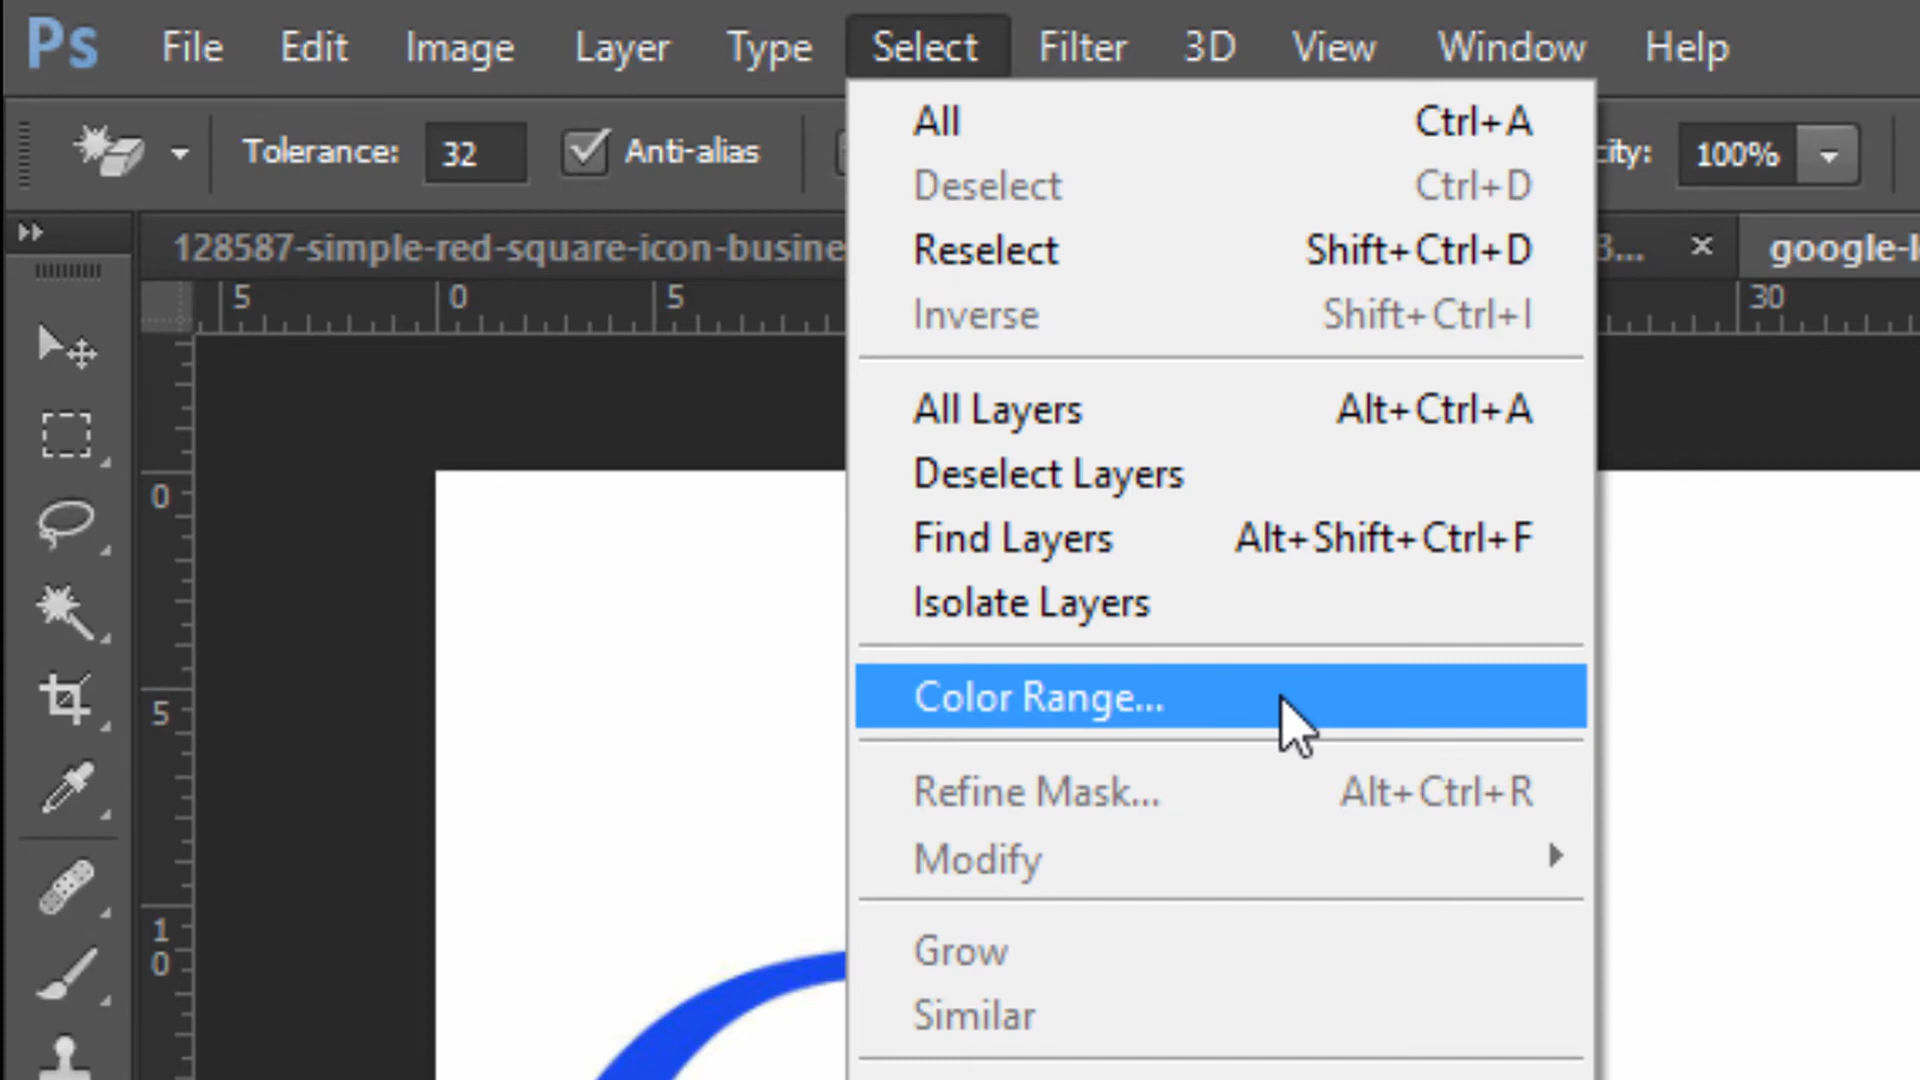 Ps File Edit Image Layer Type Select Filter 3D View Window Help
Tolerance: 32 Anti-alias city: 100%
128587-simple-red-square-icon-busine B... × google-l
5 0 5 30
All Ctrl+A
Deselect Ctrl+D
Reselect Shift+Ctrl+D
Inverse Shift+Ctrl+I
All Layers Alt+Ctrl+A
Deselect Layers
Find Layers Alt+Shift+Ctrl+F
Isolate Layers
Color Range...
Refine Mask... Alt+Ctrl+R
Modify
Grow
Similar
0
5
1
0